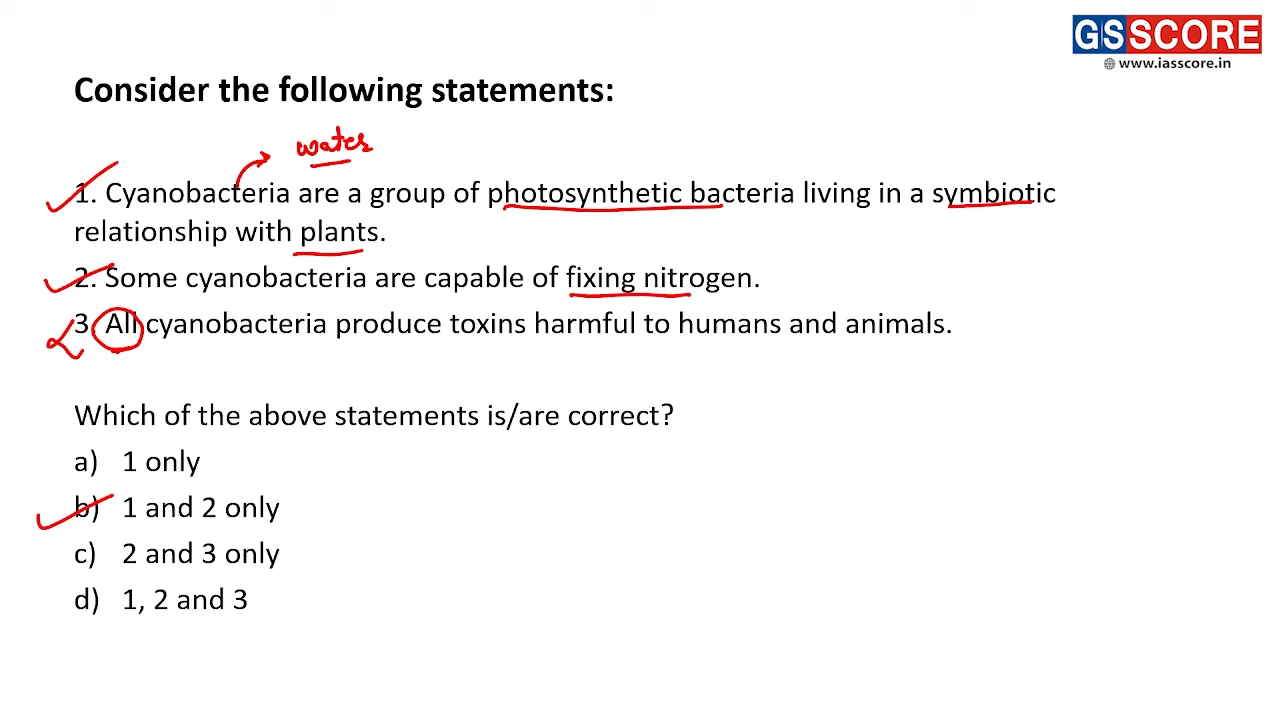 GSSCORE
www.iasscore.in
Consider the following statements:
water
1. Cyanobacteria are a group of photosynthetic bacteria living in a symbiotic
relationship with plants.
2. Some cyanobacteria are capable of fixing nitrogen.
3. All cyanobacteria produce toxins harmful to humans and animals.
Which of the above statements is/are correct?
a) 1 only
b) 1 and 2 only
c) 2 and 3 only
d) 1, 2 and 3